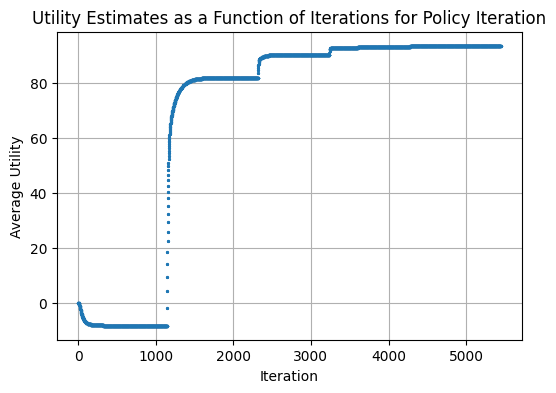 Utility Estimates as a Function of Iterations for Policy Iteration
Average Utility
80
60
40
20
0
0 1000 2000 3000 4000 5000
Iteration